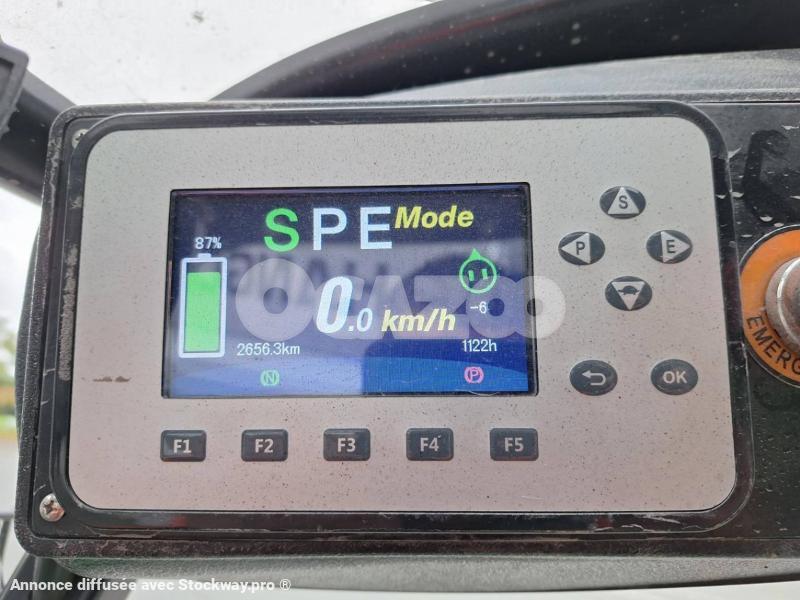 SPE Mode
87%
0.0 km/h
-6
2656.3km
1122h
N
P
S
P
E
OK
F1
F2
F3
F4
F5
EMERG
OCAZOO
Annonce diffusée avec Stockway.pro ®